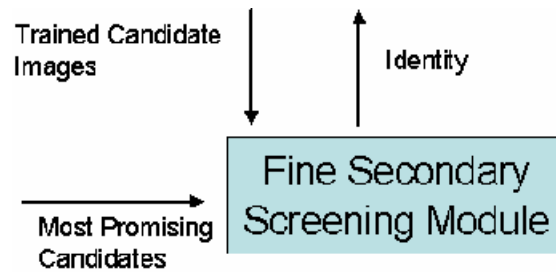 Trained Candidate
Images
Identity
Fine Secondary
Screening Module
Most Promising
Candidates